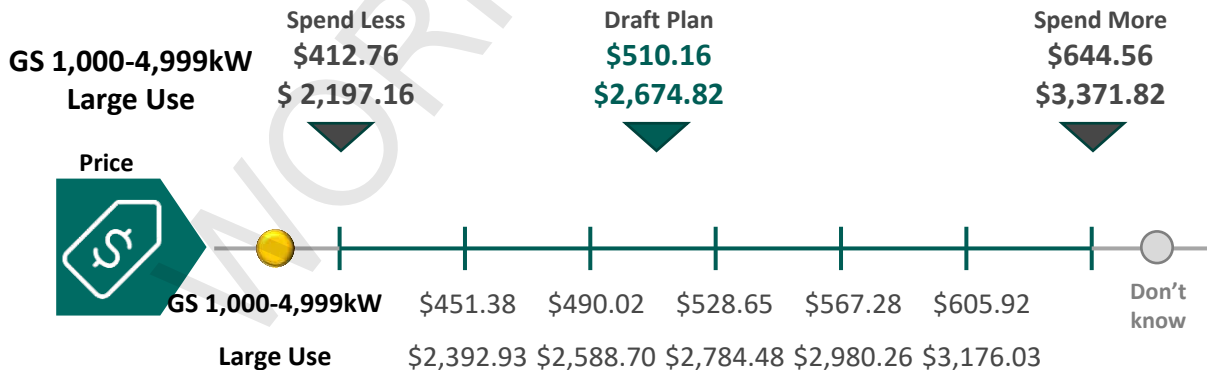 Spend Less Draft Plan Spend More
GS 1,000-4,999kW $412.76 $510.16 $644.56
Large Use $ 2,197.16 $2,674.82 $3,371.82
Price
$
GS 1,000-4,999kW $451.38 $490.02 $528.65 $567.28 $605.92 Don't
know
Large Use $2,392.93 $2,588.70 $2,784.48 $2,980.26 $3,176.03
WOR